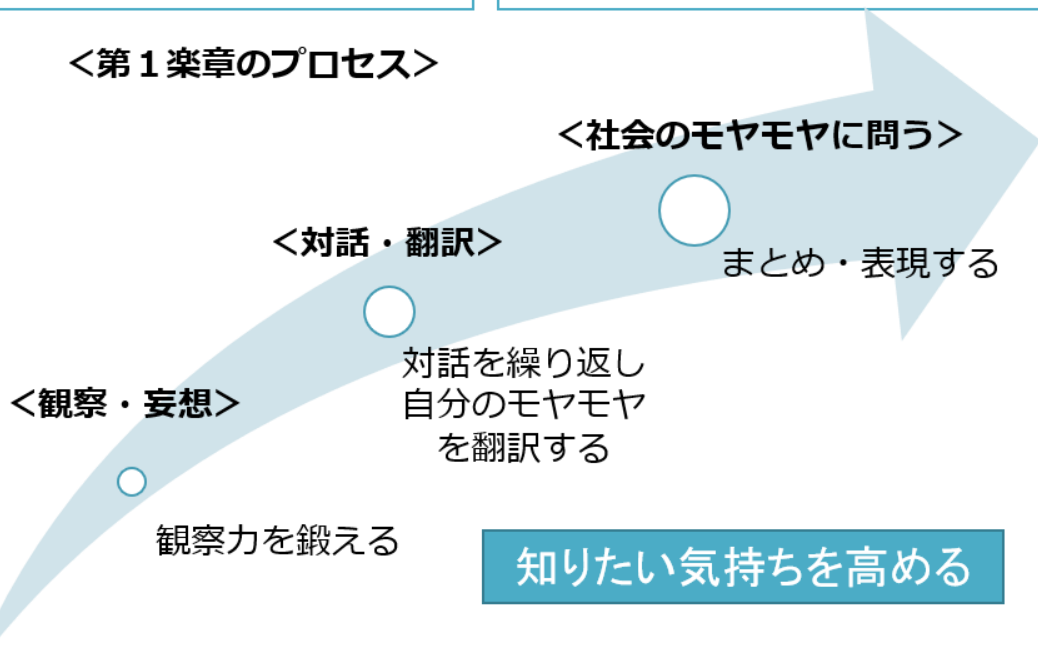 ＜第１楽章のプロセス＞
＜社会のモヤモヤに問う＞
まとめ・表現する
＜対話・翻訳＞
対話を繰り返し
自分のモヤモヤ
を翻訳する
＜観察・妄想＞
観察力を鍛える
知りたい気持ちを高める